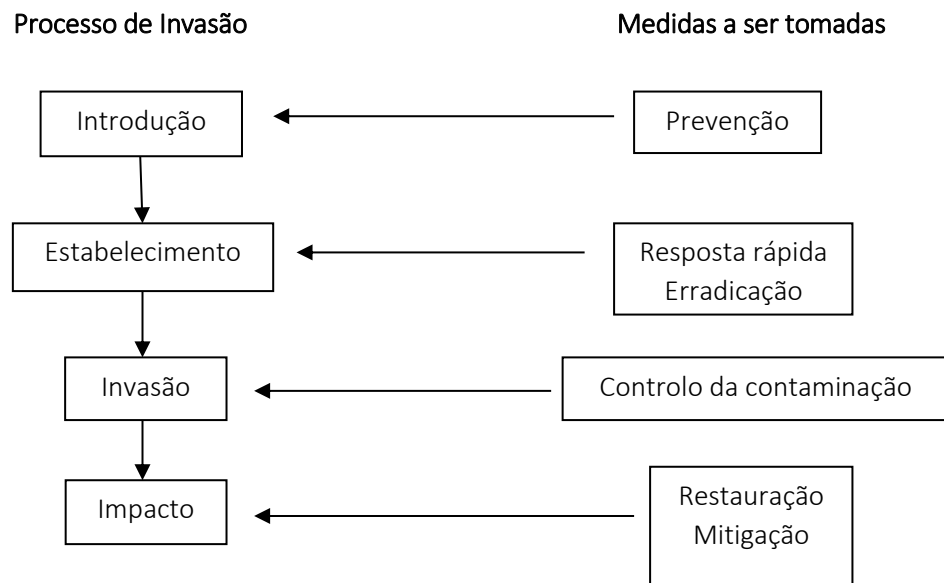 Processo de Invasão
Medidas a ser tomadas
Introdução
Prevenção
Estabelecimento
Resposta rápida
Erradicação
Invasão
Controlo da contaminação
Impacto
Restauração
Mitigação